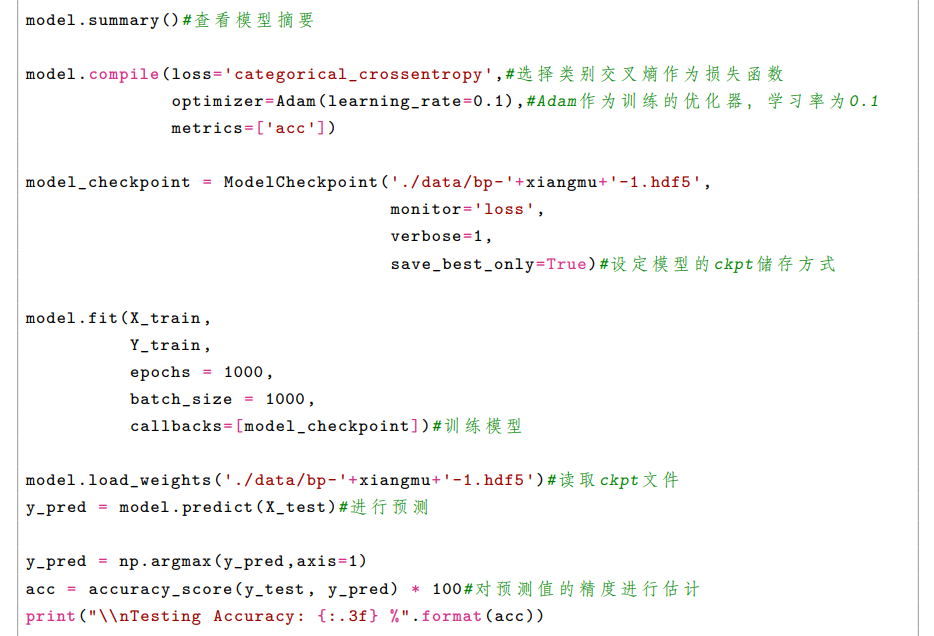 model.summary()#查看模型摘要
model.compile(loss='categorical_crossentropy',#选择类别交叉熵作为损失函数
optimizer=Adam(learning_rate=0.1),#Adam作为训练的优化器，学习率为0.1
metrics=['acc'])
model_checkpoint = ModelCheckpoint('./data/bp-'+xiangmu+'-1.hdf5',
monitor='loss',
verbose=1,
save_best_only=True)#设定模型的ckpt储存方式
model.fit(X_train,
Y_train,
epochs = 1000,
batch_size = 1000,
callbacks=[model_checkpoint])#训练模型
model.load_weights('./data/bp-'+xiangmu+'-1.hdf5')#读取ckpt文件
y_pred = model.predict(X_test)#进行预测
y_pred = np.argmax(y_pred,axis=1)
acc = accuracy_score(y_test, y_pred) * 100#对预测值的精度进行估计
print("\\nTesting Accuracy: {:.3f} %".format(acc))